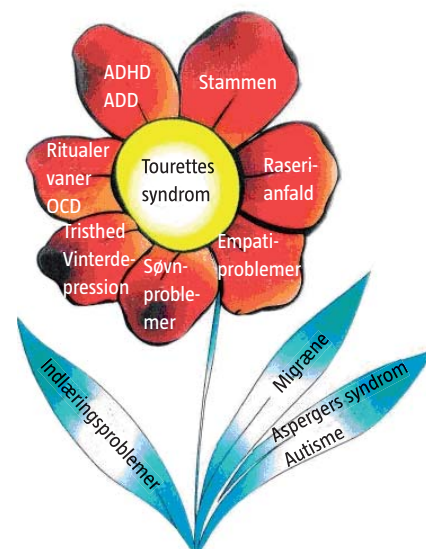 ADHD
ADD
Stammen
Ritualer
vaner
OCD
Tourettes
syndrom
Raseri-
anfald
Tristhed
Vinterde-
pression
Søvn-
proble-
mer
Empati-
problemer
Indlæringsproblemer
Migræne
Aspergers syndrom
Autisme